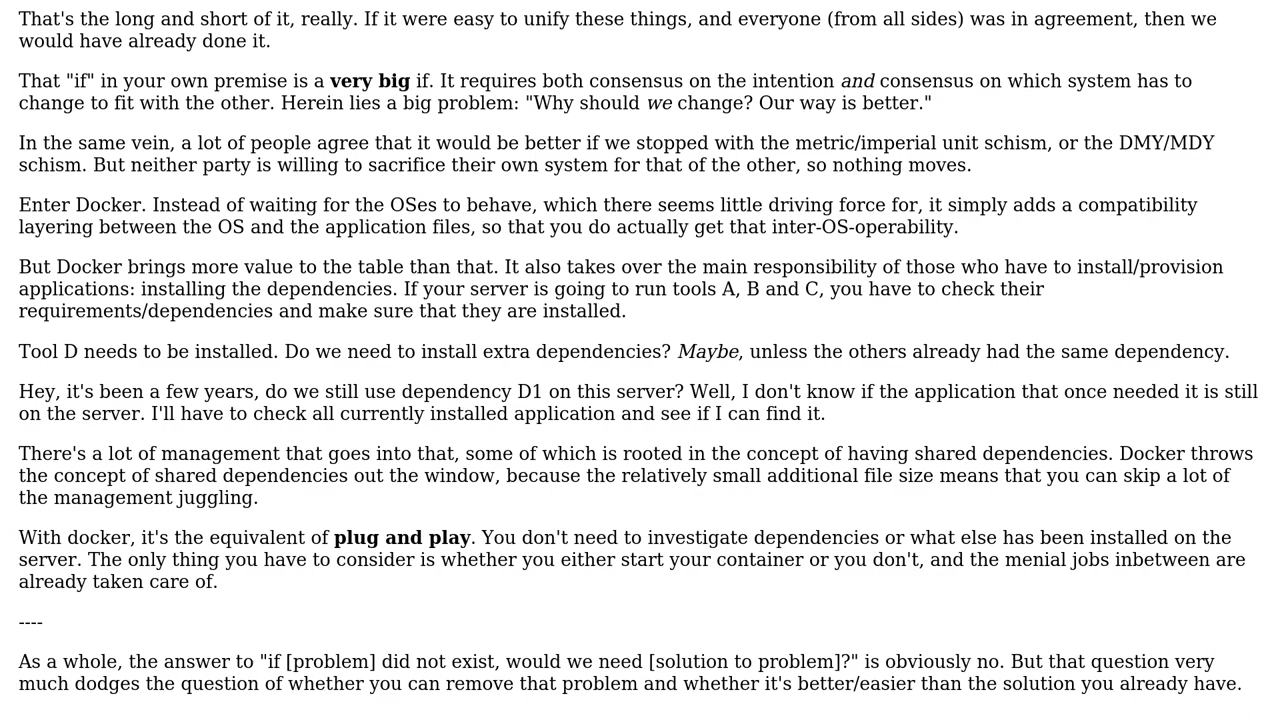 That's the long and short of it, really. If it were easy to unify these things, and everyone (from all sides) was in agreement, then we
would have already done it.
That "if" in your own premise is a very big if. It requires both consensus on the intention and consensus on which system has to
change to fit with the other. Herein lies a big problem: "Why should we change? Our way is better."
In the same vein, a lot of people agree that it would be better if we stopped with the metric/imperial unit schism, or the DMY/MDY
schism. But neither party is willing to sacrifice their own system for that of the other, so nothing moves.
Enter Docker. Instead of waiting for the OSes to behave, which there seems little driving force for, it simply adds a compatibility
layering between the OS and the application files, so that you do actually get that inter-OS-operability.
But Docker brings more value to the table than that. It also takes over the main responsibility of those who have to install/provision
applications: installing the dependencies. If your server is going to run tools A, B and C, you have to check their
requirements/dependencies and make sure that they are installed.
Tool D needs to be installed. Do we need to install extra dependencies? Maybe, unless the others already had the same dependency.
Hey, it's been a few years, do we still use dependency D1 on this server? Well, I don't know if the application that once needed it is still
on the server. I'll have to check all currently installed application and see if I can find it.
There's a lot of management that goes into that, some of which is rooted in the concept of having shared dependencies. Docker throws
the concept of shared dependencies out the window, because the relatively small additional file size means that you can skip a lot of
the management juggling.
With docker, it's the equivalent of plug and play. You don't need to investigate dependencies or what else has been installed on the
server. The only thing you have to consider is whether you either start your container or you don't, and the menial jobs inbetween are
already taken care of.
----
As a whole, the answer to "if [problem] did not exist, would we need [solution to problem]?" is obviously no. But that question very
much dodges the question of whether you can remove that problem and whether it's better/easier than the solution you already have.